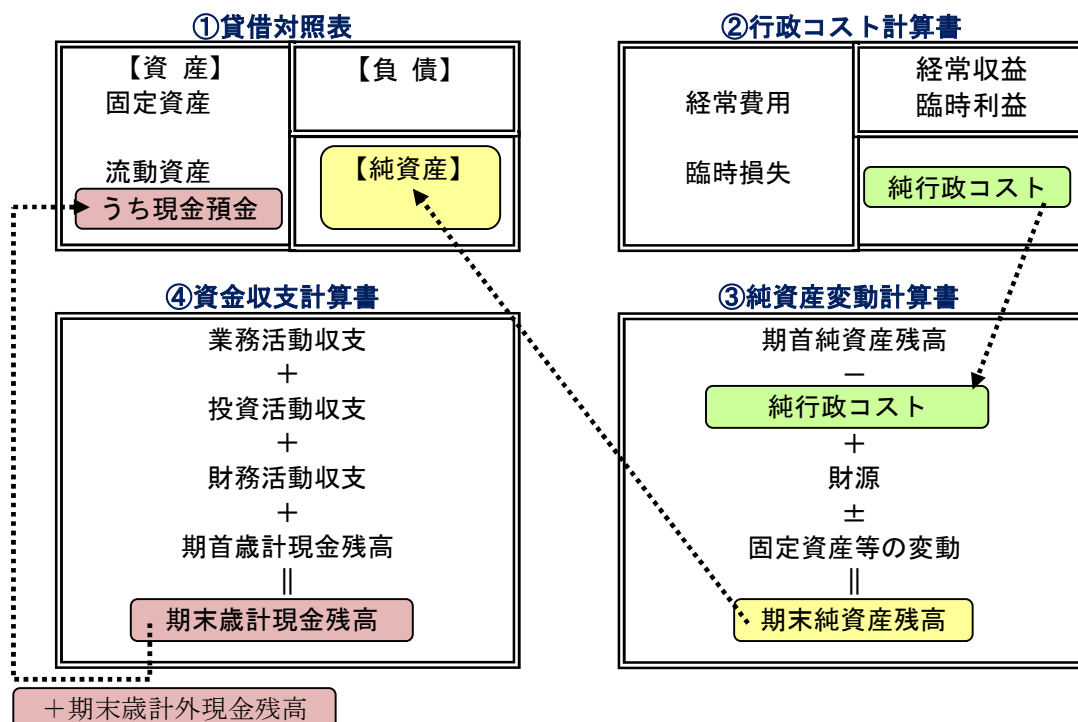 ①貸借対照表
【資 産】
固定資産
流動資産
うち現金預金
【負 債】
【純資産】
②行政コスト計算書
経常費用
臨時損失
経常収益
臨時利益
純行政コスト
④資金収支計算書
業務活動収支
＋
投資活動収支
＋
財務活動収支
＋
期首歳計現金残高
||
期末歳計現金残高
＋期末歳計外現金残高
③純資産変動計算書
期首純資産残高
－
純行政コスト
＋
財源
±
固定資産等の変動
||
期末純資産残高